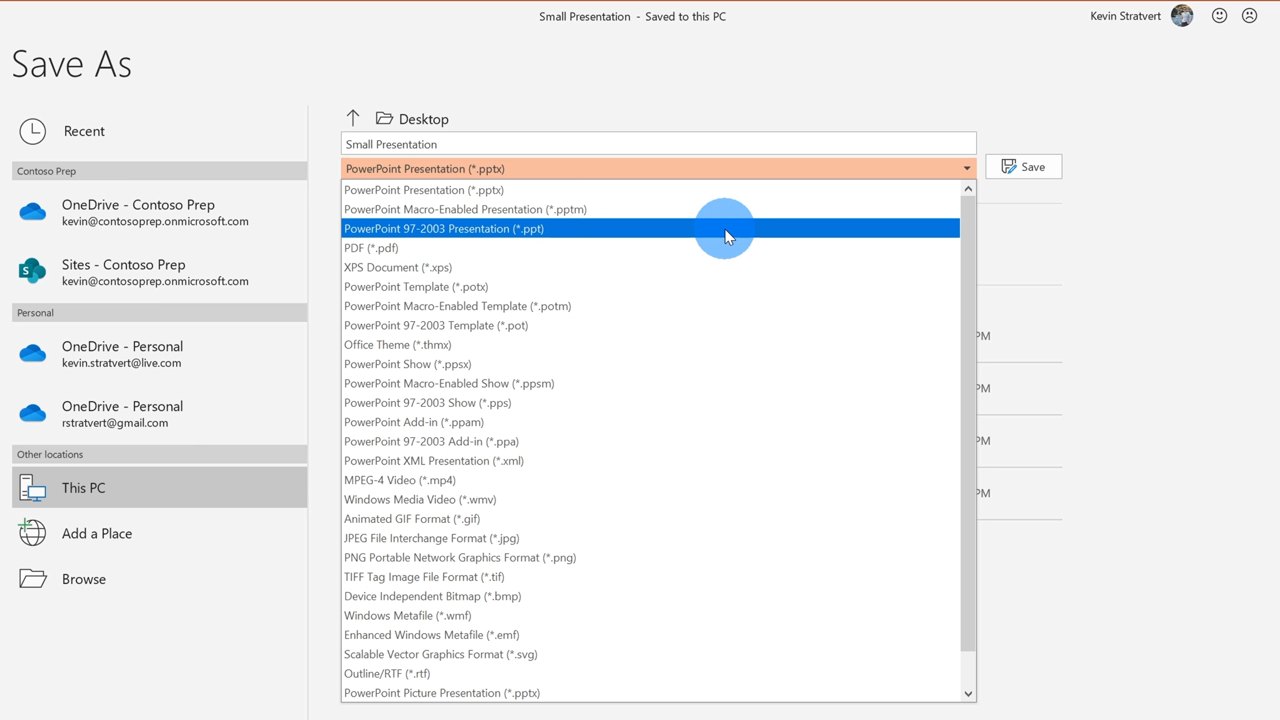 Small Presentation - Saved to this PC
Kevin Stratvert
Save As
Recent
Contoso Prep
OneDrive - Contoso Prep
kevin@contosoprep.onmicrosoft.com
Sites - Contoso Prep
kevin@contosoprep.onmicrosoft.com
Personal
OneDrive - Personal
kevin.stratvert@live.com
OneDrive - Personal
rstratvert@gmail.com
Other locations
This PC
Add a Place
Browse
Desktop
Small Presentation
PowerPoint Presentation (*.pptx)
Save
PowerPoint Presentation (*.pptx)
PowerPoint Macro-Enabled Presentation (*.pptm)
PowerPoint 97-2003 Presentation (*.ppt)
PDF (*.pdf)
XPS Document (*.xps)
PowerPoint Template (*.potx)
PowerPoint Macro-Enabled Template (*.potm)
PowerPoint 97-2003 Template (*.pot)
Office Theme (*.thmx)
PowerPoint Show (*.ppsx)
PowerPoint Macro-Enabled Show (*.ppsm)
PowerPoint 97-2003 Show (*.pps)
PowerPoint Add-in (*.ppam)
PowerPoint 97-2003 Add-in (*.ppa)
PowerPoint XML Presentation (*.xml)
MPEG-4 Video (*.mp4)
Windows Media Video (*.wmv)
Animated GIF Format (*.gif)
JPEG File Interchange Format (*.jpg)
PNG Portable Network Graphics Format (*.png)
TIFF Tag Image File Format (*.tif)
Device Independent Bitmap (*.bmp)
Windows Metafile (*.wmf)
Enhanced Windows Metafile (*.emf)
Scalable Vector Graphics Format (*.svg)
Outline/RTF (*.rtf)
PowerPoint Picture Presentation (*.pptx)
PM
PM
PM
PM